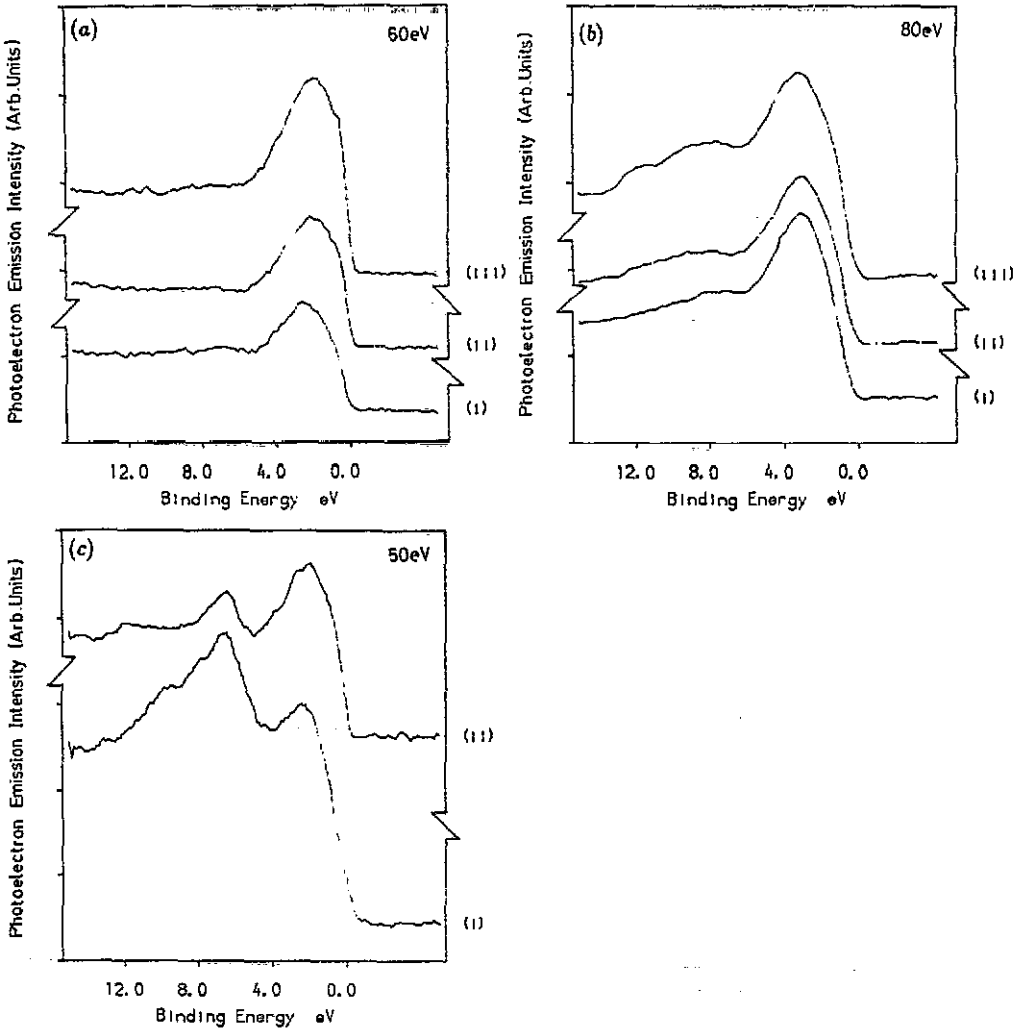 (a)
60eV
Photoelectron Emission Intensity (Arb.Units)
(iii)
(ii)
(i)
12.0 8.0 4.0 0.0
Binding Energy eV
(b)
80eV
Photoelectron Emission Intensity (Arb.Units)
(iii)
(ii)
(i)
12.0 8.0 4.0 0.0
Binding Energy eV
(c)
50eV
Photoelectron Emission Intensity (Arb.Units)
(ii)
(i)
12.0 8.0 4.0 0.0
Binding Energy eV